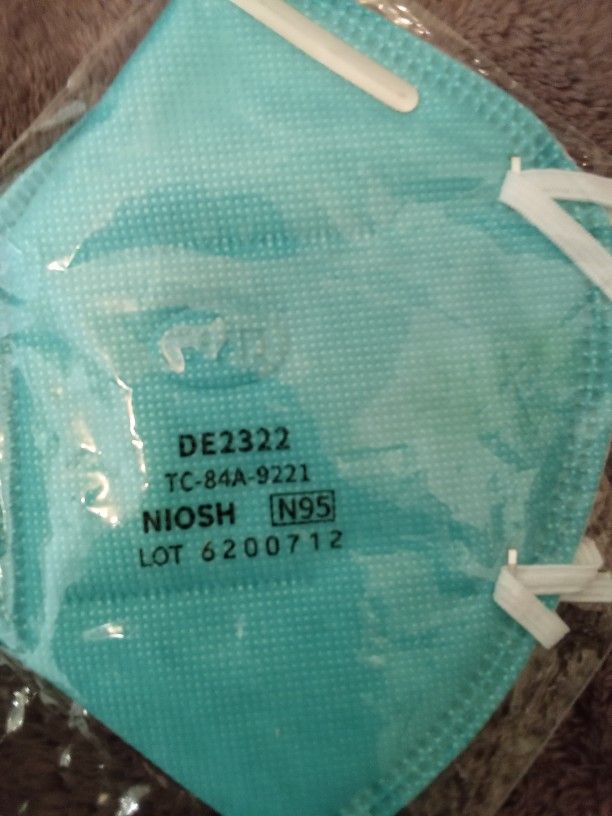 DE2322
TC-84A-9221
NIOSH N95
LOT 6200712